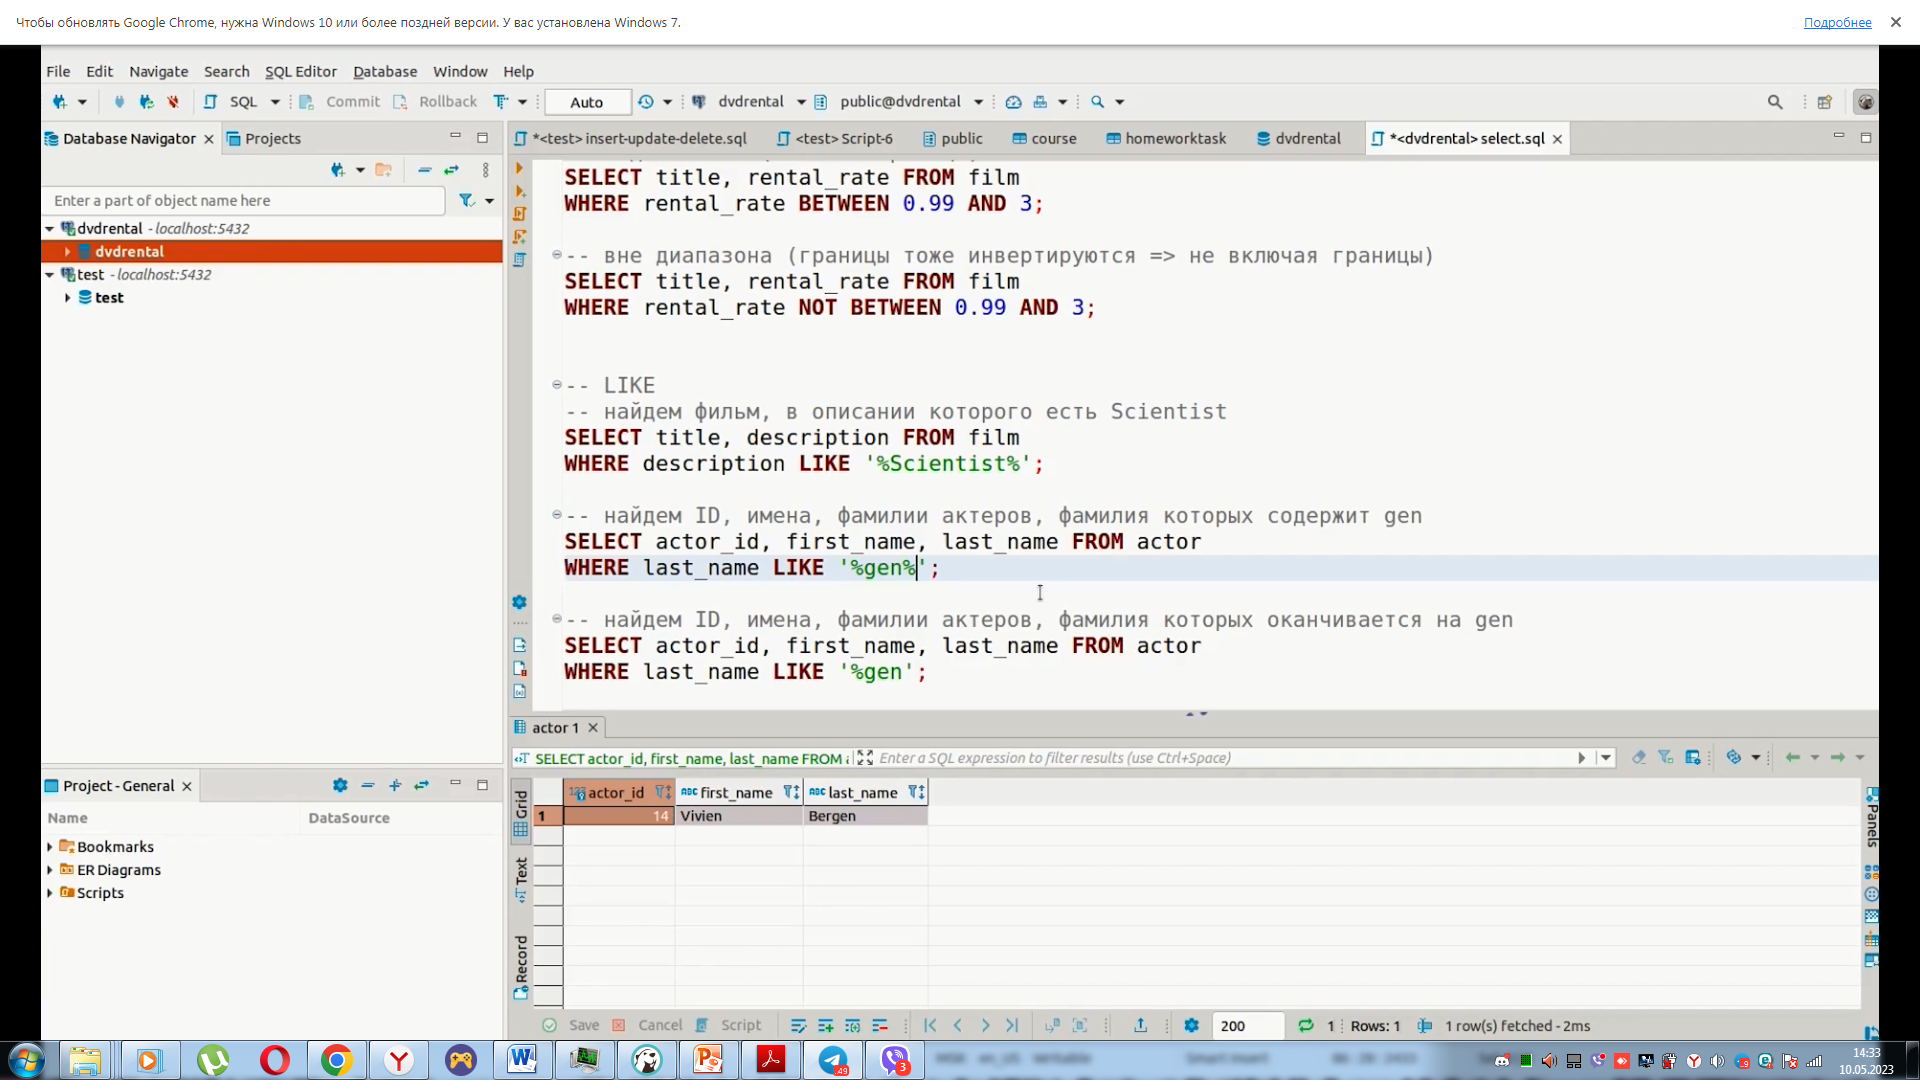 Чтобы обновлять Google Chrome, нужна Windows 10 или более поздней версии. У вас установлена Windows 7.
Подробнее
File Edit Navigate Search SQL Editor Database Window Help
SQL Commit Rollback Auto dvdrental public@dvdrental
Database Navigator Projects
*<test> insert-update-delete.sql <test> Script-6 public course homeworktask dvdrental *<dvdrental> select.sql
Enter a part of object name here
dvdrental - localhost:5432
dvdrental
test - localhost:5432
test
SELECT title, rental_rate FROM film
WHERE rental_rate BETWEEN 0.99 AND 3;
-- вне диапазона (границы тоже инвертируются => не включая границы)
SELECT title, rental_rate FROM film
WHERE rental_rate NOT BETWEEN 0.99 AND 3;
-- LIKE
-- найдем фильм, в описании которого есть Scientist
SELECT title, description FROM film
WHERE description LIKE '%Scientist%';
-- найдем ID, имена, фамилии актеров, фамилия которых содержит gen
SELECT actor_id, first_name, last_name FROM actor
WHERE last_name LIKE '%gen%';
-- найдем ID, имена, фамилии актеров, фамилия которых оканчивается на gen
SELECT actor_id, first_name, last_name FROM actor
WHERE last_name LIKE '%gen';
Project - General
Name DataSource
Bookmarks
ER Diagrams
Scripts
actor 1
SELECT actor_id, first_name, last_name FROM
Enter a SQL expression to filter results (use Ctrl+Space)
Grid
Text
Record
Panels
123 actor_id ABC first_name ABC last_name
1 14 Vivien Bergen
Save Cancel Script 200 1 Rows: 1 1 row(s) fetched - 2ms
49
3
14:33
10.05.2023